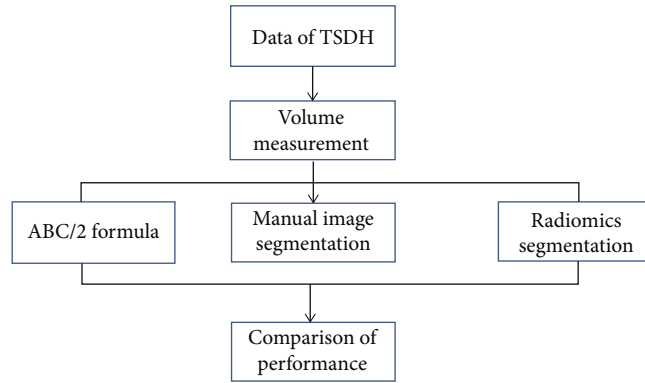 Data of TSDH
Volume
measurement
ABC/2 formula
Manual image
segmentation
Radiomics
segmentation
Comparison of
performance